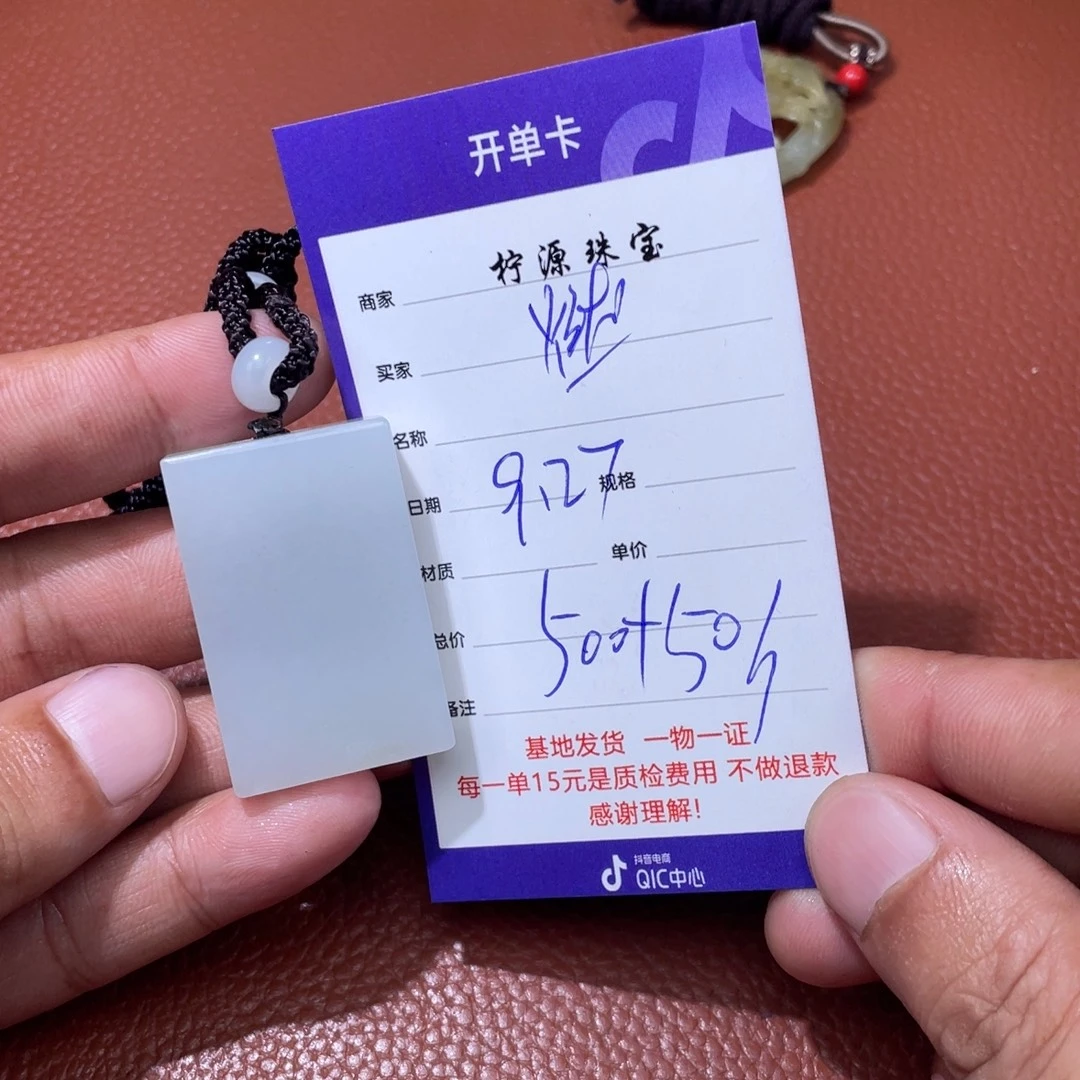 开单卡
商家 柠源珠宝
买家
名称
日期 9.27 规格
材质 单价
总价 500+50
备注
基地发货 一物一证
每一单15元是质检费用 不做退款
感谢理解!
抖音电商
QIC中心